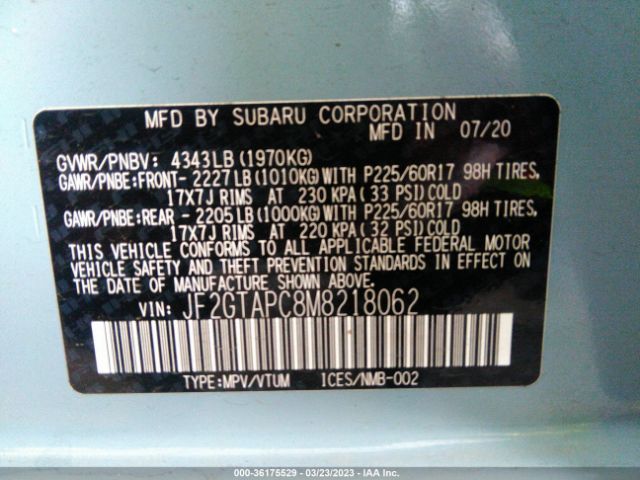 MFD BY SUBARU CORPORATION
MFD IN 07/20
GVWR/PNBV: 4343LB (1970KG)
GAWR/PNBE:FRONT- 2227LB (1010KG) WITH P225/60R17 98H TIRES,
17X7J RIMS AT 230 KPA (33 PSI) COLD
GAWR/PNBE:REAR - 2205LB (1000KG) WITH P225/60R17 98H TIRES,
17X7J RIMS AT 220 KPA (32 PSI) COLD
THIS VEHICLE CONFORMS TO ALL APPLICABLE FEDERAL MOTOR
VEHICLE SAFETY AND THEFT PREVENTION STANDARDS IN EFFECT
ON THE DATE OF MANUFACTURE SHOWN ABOVE.
VIN: JF2GTAPC8M8218062
TYPE:MPV/VTUM ICES/NMB-002
000-36175529 - 03/23/2023 - IAA Inc.